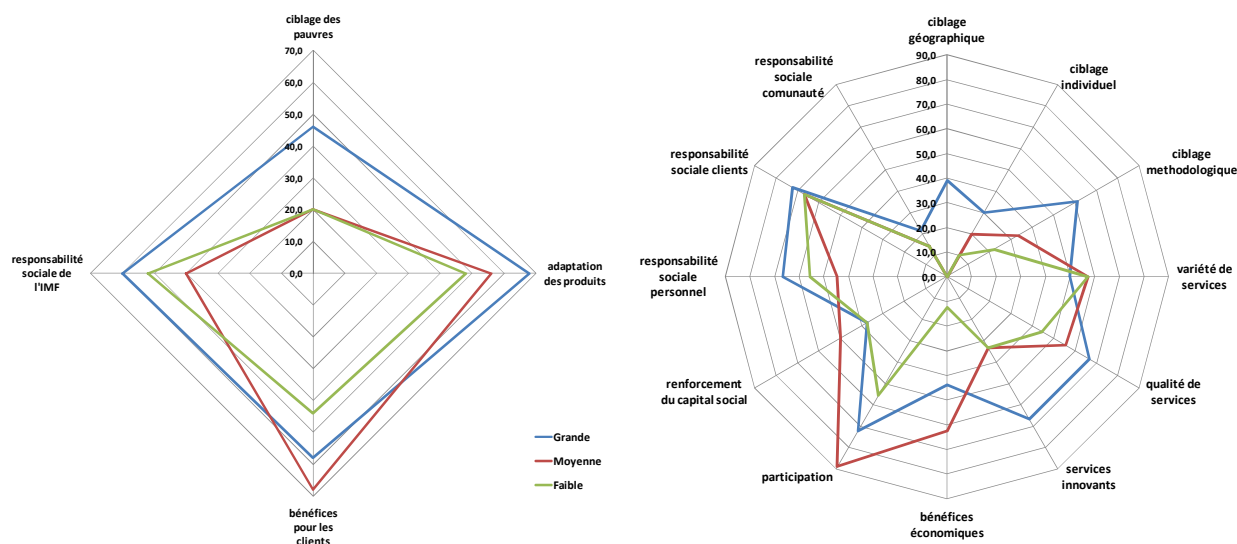 ciblage des
pauvres
70,0
60,0
50,0
40,0
30,0
20,0
10,0
0,0
adaptation
des produits
bénéfices
pour les
clients
responsabilité
sociale de
l'IMF
Grande
Moyenne
Faible
ciblage
géographique
90,0
80,0
70,0
60,0
50,0
40,0
30,0
20,0
10,0
0,0
ciblage
individuel
ciblage
methodologique
variété de
services
qualité de
services
services
innovants
bénéfices
économiques
participation
renforcement
du capital social
responsabilité
sociale
personnel
responsabilité
sociale clients
responsabilité
sociale
comunauté